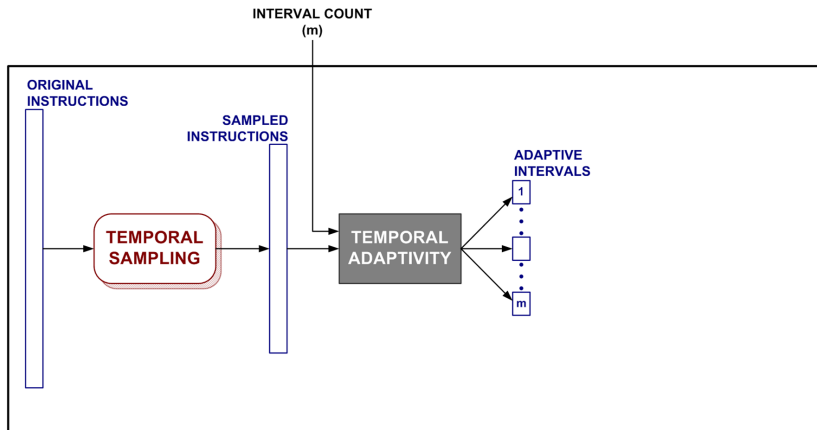 INTERVAL COUNT
(m)
ORIGINAL
INSTRUCTIONS
SAMPLED
INSTRUCTIONS
ADAPTIVE
INTERVALS
1
TEMPORAL
SAMPLING
TEMPORAL
ADAPTIVITY
m